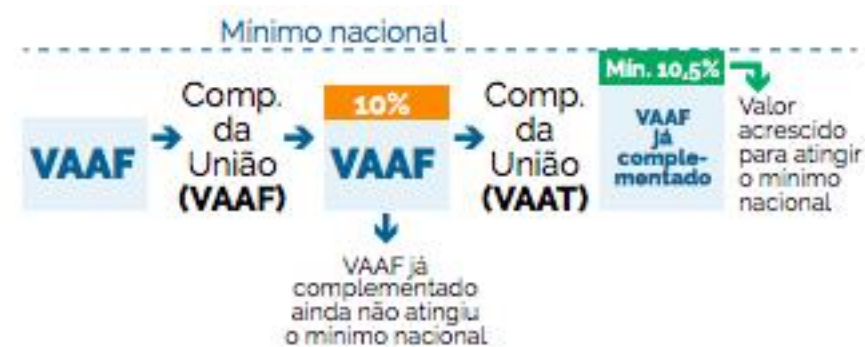 Mínimo nacional
VAAF
Comp.
da
União
(VAAF)
10%
VAAF
VAAF já
complementado
ainda não atingiu
o mínimo nacional
Comp.
da
União
(VAAT)
Mín. 10,5%
VAAF
já
comple-
mentado
Valor
acrescido
para atingir
o mínimo
nacional